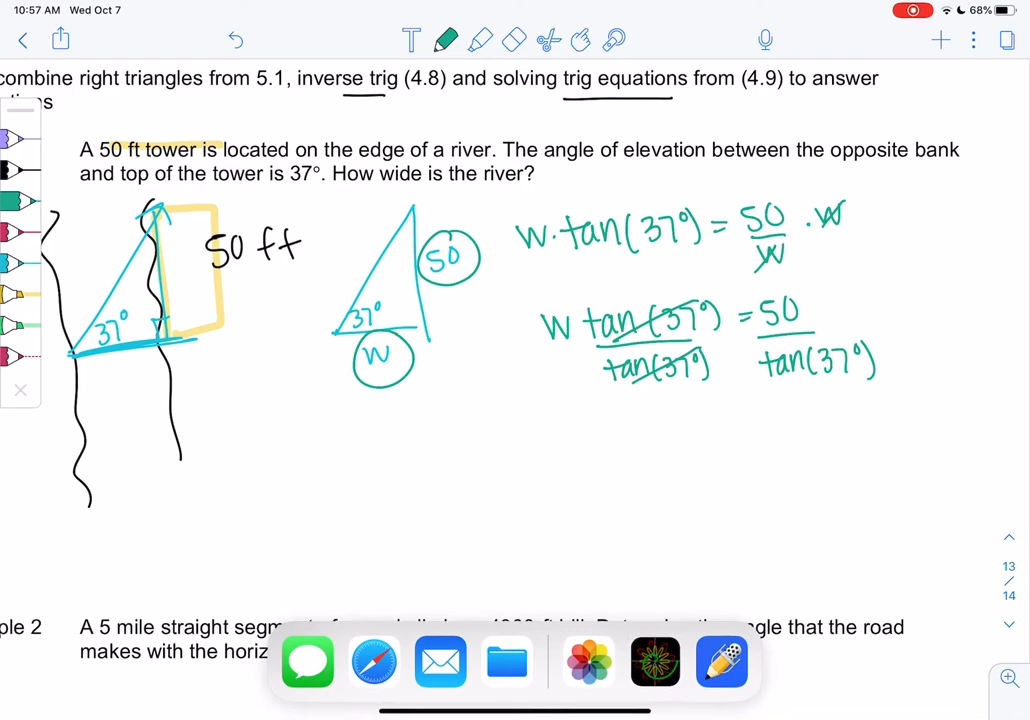 10:57 AM Wed Oct 7
68%
combine right triangles from 5.1, inverse trig (4.8) and solving trig equations from (4.9) to answer
A 50 ft tower is located on the edge of a river. The angle of elevation between the opposite bank
and top of the tower is 37°. How wide is the river?
50 ft
37°
50
37°
w
w · tan(37°) = 50/w · w
w tan(37°)/tan(37°) = 50/tan(37°)
13
/
14
ple 2 A 5 mile straight
that the road
makes with the horiz